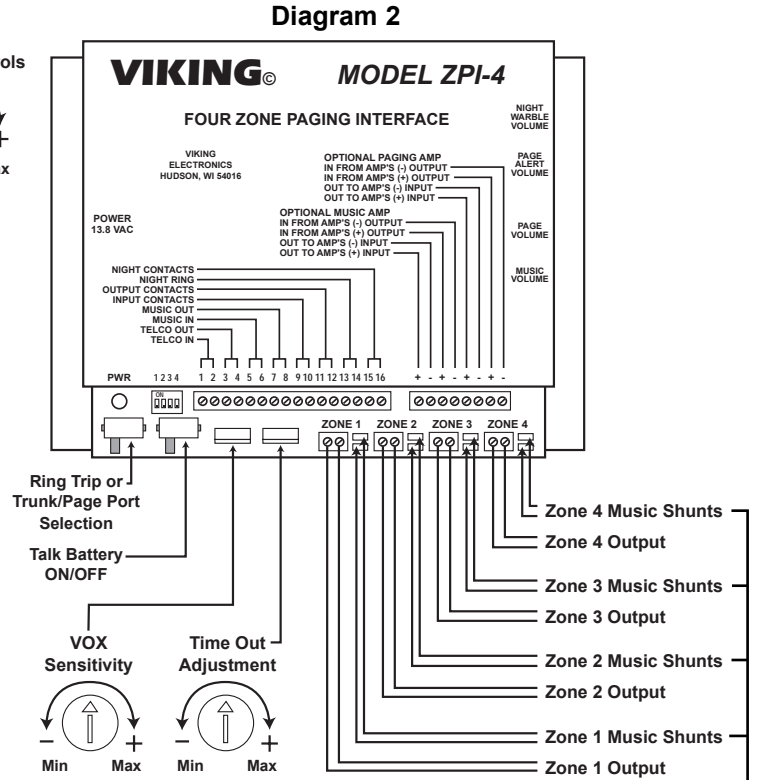 Diagram 2
ols
+
ax
VIKING©
MODEL ZPI-4
FOUR ZONE PAGING INTERFACE
VIKING
ELECTRONICS
HUDSON, WI 54016
NIGHT
WARBLE
VOLUME
PAGE
ALERT
VOLUME
PAGE
VOLUME
MUSIC
VOLUME
OPTIONAL PAGING AMP
IN FROM AMP'S (-) OUTPUT
IN FROM AMP'S (+) OUTPUT
OUT TO AMP'S (-) INPUT
OUT TO AMP'S (+) INPUT
OPTIONAL MUSIC AMP
IN FROM AMP'S (-) OUTPUT
IN FROM AMP'S (+) OUTPUT
OUT TO AMP'S (-) INPUT
OUT TO AMP'S (+) INPUT
POWER
13.8 VAC
NIGHT CONTACTS
NIGHT RING
OUTPUT CONTACTS
INPUT CONTACTS
MUSIC OUT
MUSIC IN
TELCO OUT
TELCO IN
PWR
1 2 3 4
1 2 3 4 5 6 7 8 9 10 11 12 13 14 15 16
+ - + - + - + -
ON
ZONE 1 ZONE 2 ZONE 3 ZONE 4
Ring Trip or
Trunk/Page Port
Selection
Talk Battery
ON/OFF
VOX
Sensitivity
- +
Min Max
Time Out
Adjustment
- +
Min Max
Zone 4 Music Shunts
Zone 4 Output
Zone 3 Music Shunts
Zone 3 Output
Zone 2 Music Shunts
Zone 2 Output
Zone 1 Music Shunts
Zone 1 Output